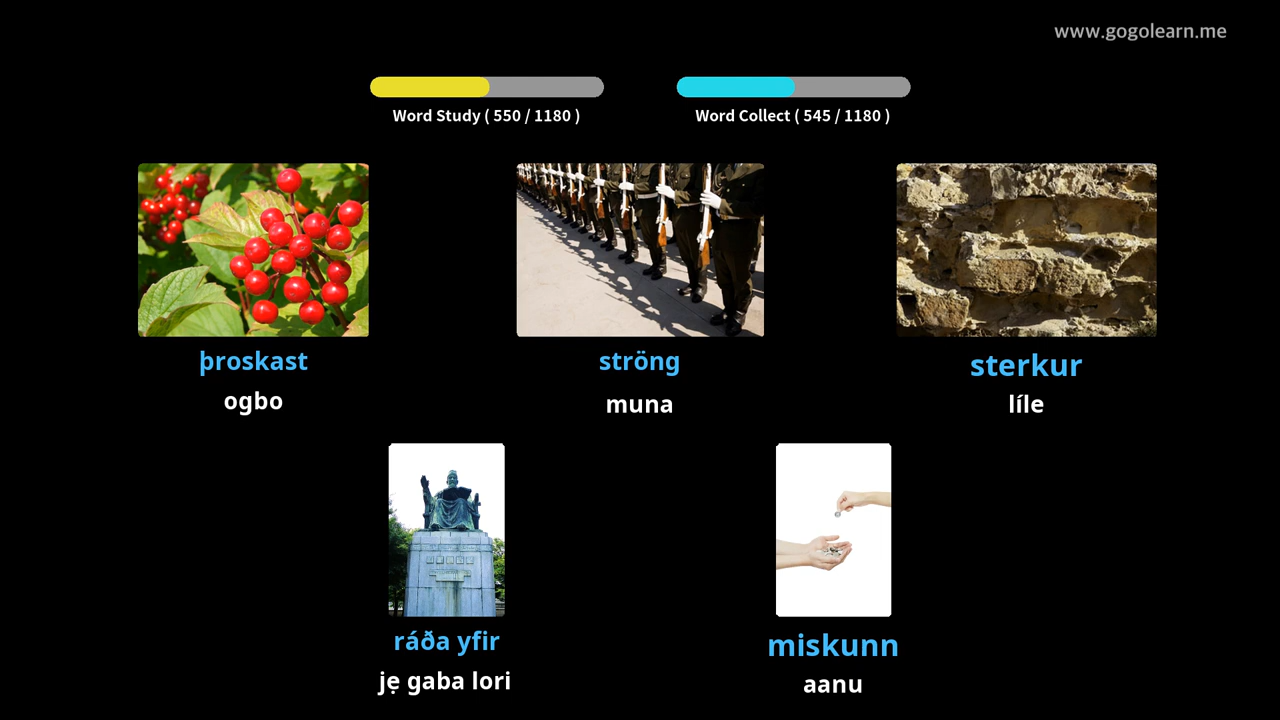 www.gogolearn.me
Word Study ( 550 / 1180 )
Word Collect ( 545 / 1180 )
þroskast
ogbo
ströng
muna
sterkur
líle
ráða yfir
jẹ gaba lori
miskunn
aanu